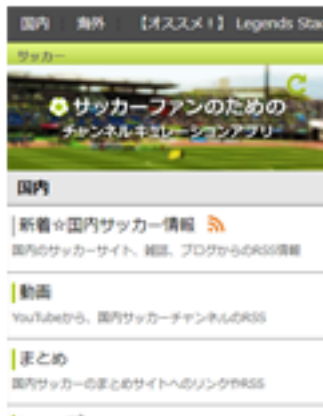 国内 海外 【オススメ!】 Legends Sta
サッカー
サッカーファンのための
チャンネルキュレーションアプリ
国内
新着☆国内サッカー情報
国内のサッカーサイト、雑誌、ブログからのRSS情報
動画
YouTubeから、国内サッカーチャンネルのRSS
まとめ
国内サッカーのまとめサイトへのリンクやRSS